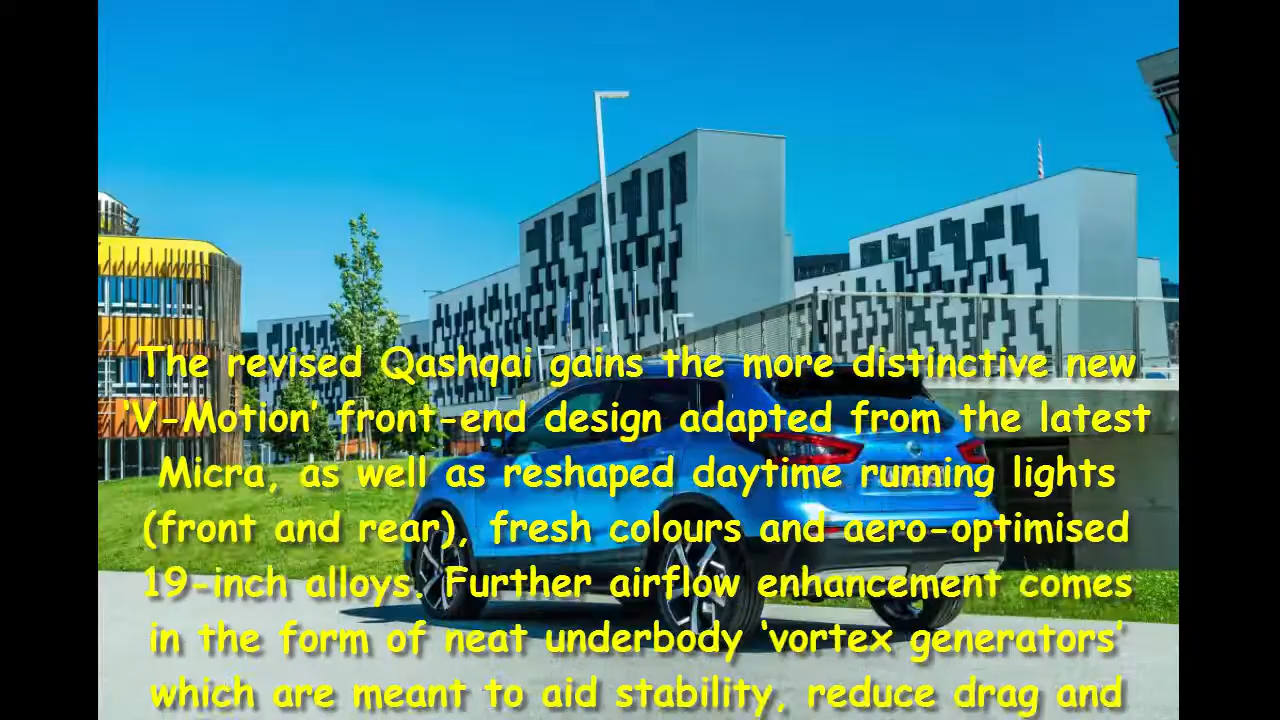 The revised Qashqai gains the more distinctive new
‘V-Motion’ front-end design adapted from the latest
Micra, as well as reshaped daytime running lights
(front and rear), fresh colours and aero-optimised
19-inch alloys. Further airflow enhancement comes
in the form of neat underbody ‘vortex generators’
which are meant to aid stability, reduce drag and